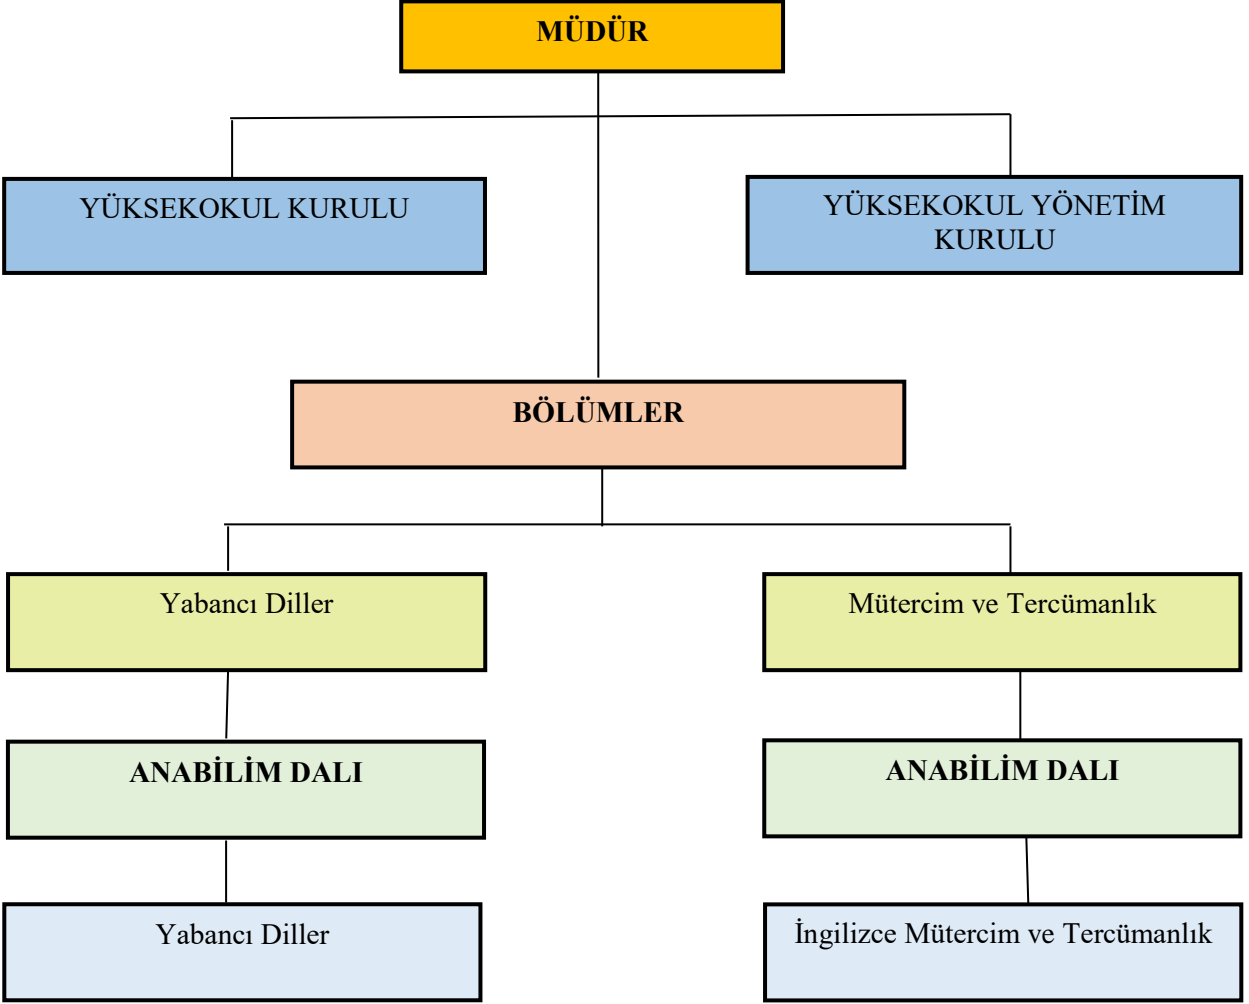 MÜDÜR
YÜKSEKOKUL KURULU
YÜKSEKOKUL YÖNETİM
KURULU
BÖLÜMLER
Yabancı Diller
Mütercim ve Tercümanlık
ANABİLİM DALI
ANABİLİM DALI
Yabancı Diller
İngilizce Mütercim ve Tercümanlık